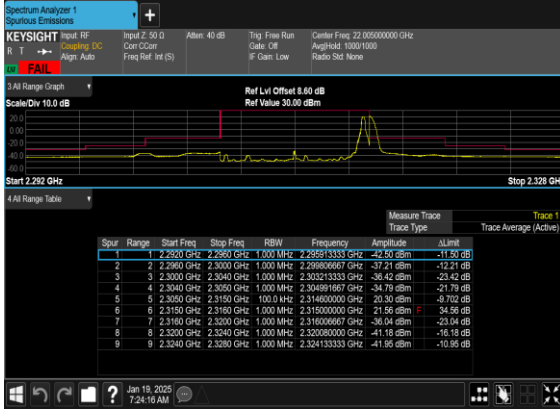 Spectrum Analyzer 1
Spurious Emissions
+
KEYSIGHT Input: RF Input Z: 50 Ω Atten: 40 dB Trig: Free Run Center Freq: 22.005000000 GHz
R T Coupling: DC Corr CCorr Gate: Off Avg|Hold: 1000/1000
Align: Auto Freq Ref: Int (S) IF Gain: Low Radio Std: None
FAIL
3 All Range Graph
Ref Lvl Offset 8.60 dB
Scale/Div 10.0 dB Ref Value 30.00 dBm
20.0
0.00
-20.0
-40.0
-60.0
Start 2.292 GHz Stop 2.328 GH
4 All Range Table
Measure Trace Trace 1
Trace Type Trace Average (Active)
Spur Range Start Freq Stop Freq RBW Frequency Amplitude ΔLimit
1 1 2.2920 GHz 2.2960 GHz 1.000 MHz 2.295913333 GHz -42.50 dBm -11.50 dB
2 2 2.2960 GHz 2.3000 GHz 1.000 MHz 2.299806667 GHz -37.21 dBm -12.21 dB
3 3 2.3000 GHz 2.3040 GHz 1.000 MHz 2.303213333 GHz -36.42 dBm -23.42 dB
4 4 2.3040 GHz 2.3050 GHz 1.000 MHz 2.304991667 GHz -34.79 dBm -21.79 dB
5 5 2.3050 GHz 2.3150 GHz 100.0 kHz 2.314600000 GHz 20.30 dBm -9.702 dB
6 6 2.3150 GHz 2.3160 GHz 1.000 MHz 2.315000000 GHz 21.56 dBm F 34.56 dB
7 7 2.3160 GHz 2.3200 GHz 1.000 MHz 2.316006667 GHz -36.04 dBm -23.04 dB
8 8 2.3200 GHz 2.3240 GHz 1.000 MHz 2.320080000 GHz -41.18 dBm -16.18 dB
9 9 2.3240 GHz 2.3280 GHz 1.000 MHz 2.324133333 GHz -41.95 dBm -10.95 dB
? Jan 19, 2025
7:24:16 AM